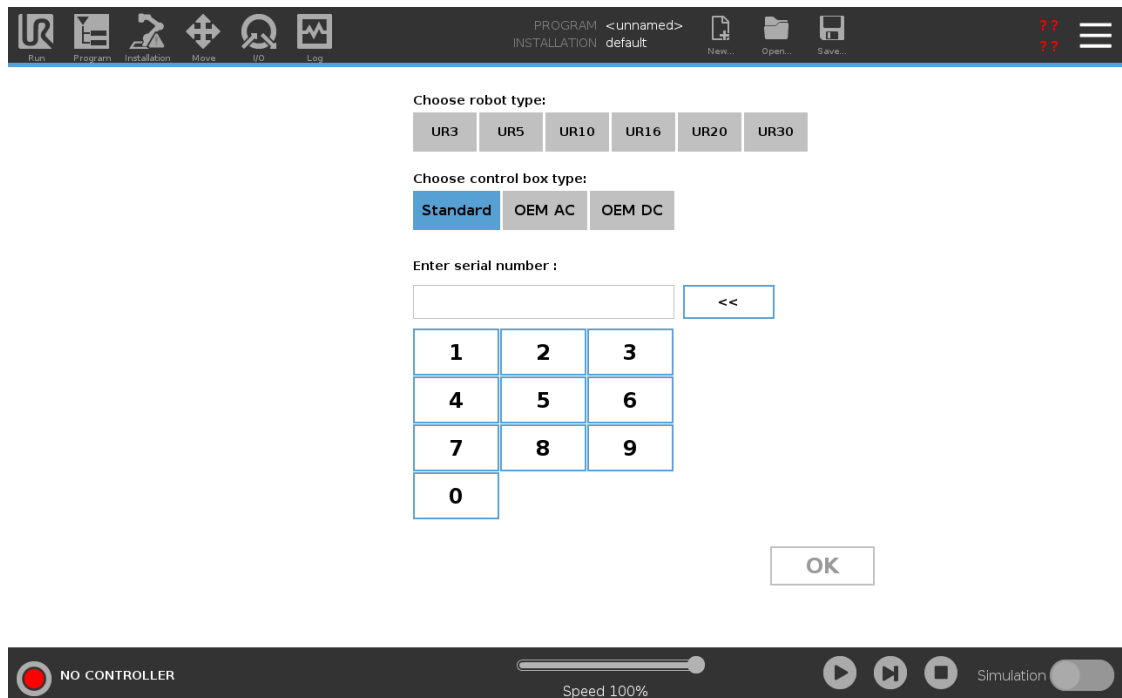 PROGRAM <unnamed>
INSTALLATION default
? ?
? ?
Run Program Installation Move I/O Log New... Open... Save...
Choose robot type:
UR3 UR5 UR10 UR16 UR20 UR30
Choose control box type:
Standard OEM AC OEM DC
Enter serial number :
<<
1 2 3
4 5 6
7 8 9
0
OK
NO CONTROLLER
Speed 100%
Simulation